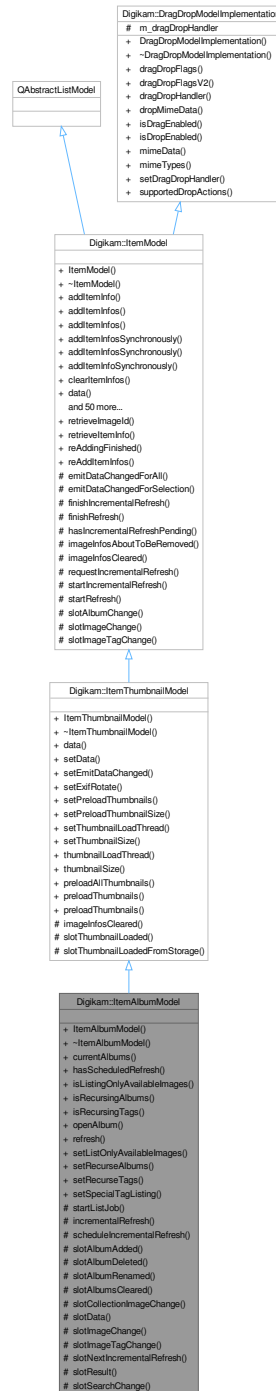 Digikam::DragDropModelImplementation
# m_dragDropHandler
+ DragDropModelImplementation()
+ ~DragDropModelImplementation()
+ dragDropFlags()
+ dragDropFlagsV2()
+ dragDropHandler()
+ dropMimeData()
+ isDragEnabled()
+ isDropEnabled()
+ mimeData()
+ mimeTypes()
+ setDragDropHandler()
+ supportedDropActions()
QAbstractListModel
Digikam::ItemModel
+ ItemModel()
+ ~ItemModel()
+ addItemInfo()
+ addItemInfos()
+ addItemInfos()
+ addItemInfosSynchronously()
+ addItemInfosSynchronously()
+ addItemInfoSynchronously()
+ clearItemInfos()
+ data()
and 50 more...
+ retrieveImageId()
+ retrieveItemInfo()
+ reAddingFinished()
+ reAddItemInfos()
# emitDataChangedForAll()
# emitDataChangedForSelection()
# finishIncrementalRefresh()
# finishRefresh()
# hasIncrementalRefreshPending()
# imageInfosAboutToBeRemoved()
# imageInfosCleared()
# requestIncrementalRefresh()
# startIncrementalRefresh()
# startRefresh()
# slotAlbumChange()
# slotImageChange()
# slotImageTagChange()
Digikam::ItemThumbnailModel
+ ItemThumbnailModel()
+ ~ItemThumbnailModel()
+ data()
+ setData()
+ setEmitDataChanged()
+ setExifRotate()
+ setPreloadThumbnails()
+ setPreloadThumbnailSize()
+ setThumbnailLoadThread()
+ setThumbnailSize()
+ thumbnailLoadThread()
+ thumbnailSize()
+ preloadAllThumbnails()
+ preloadThumbnails()
+ preloadThumbnails()
# imageInfosCleared()
# slotThumbnailLoaded()
# slotThumbnailLoadedFromStorage()
Digikam::ItemAlbumModel
+ ItemAlbumModel()
+ ~ItemAlbumModel()
+ currentAlbums()
+ hasScheduledRefresh()
+ isListingOnlyAvailableImages()
+ isRecursingAlbums()
+ isRecursingTags()
+ openAlbum()
+ refresh()
+ setListOnlyAvailableImages()
+ setRecurseAlbums()
+ setRecurseTags()
+ setSpecialTagListing()
# startListJob()
# incrementalRefresh()
# scheduleIncrementalRefresh()
# slotAlbumAdded()
# slotAlbumDeleted()
# slotAlbumRenamed()
# slotAlbumsCleared()
# slotCollectionImageChange()
# slotData()
# slotImageChange()
# slotImageTagChange()
# slotNextIncrementalRefresh()
# slotResult()
# slotSearchChange()